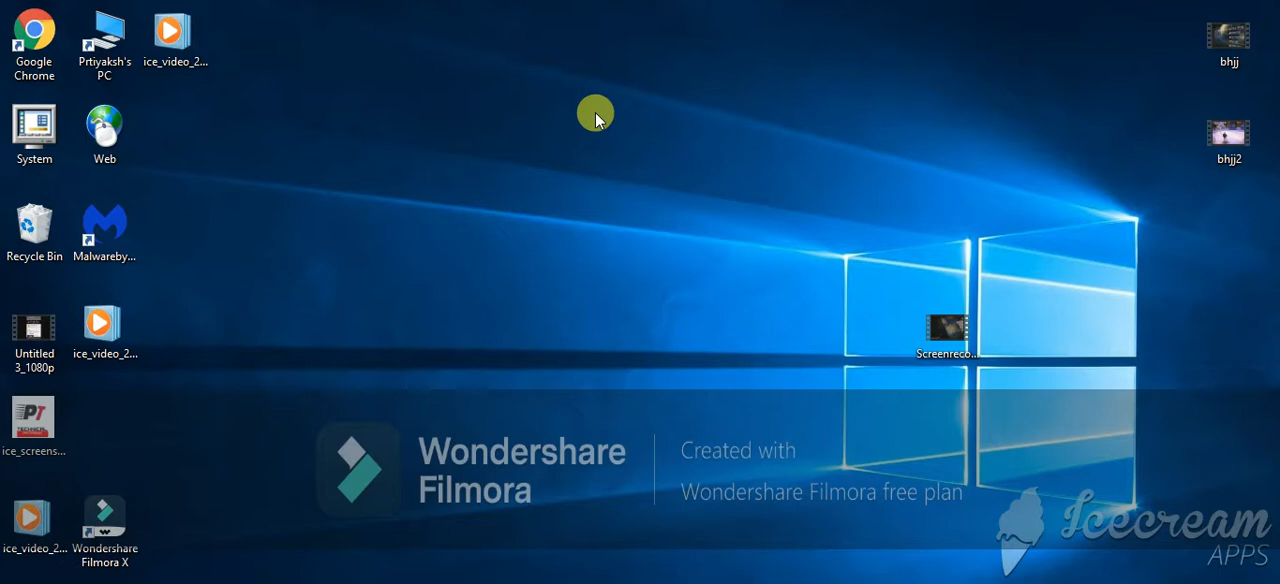 Google
Chrome
Prtiyaksh's
PC
ice_video_2...
System
Web
Recycle Bin
Malwareby...
Untitled
3_1080p
ice_video_2...
PT
ice_screens...
ice_video_2...
Wondershare
Filmora X
bhjj
bhjj2
Screenreco...
Wondershare
Filmora
Created with
Wondershare Filmora free plan
Icecream
APPS